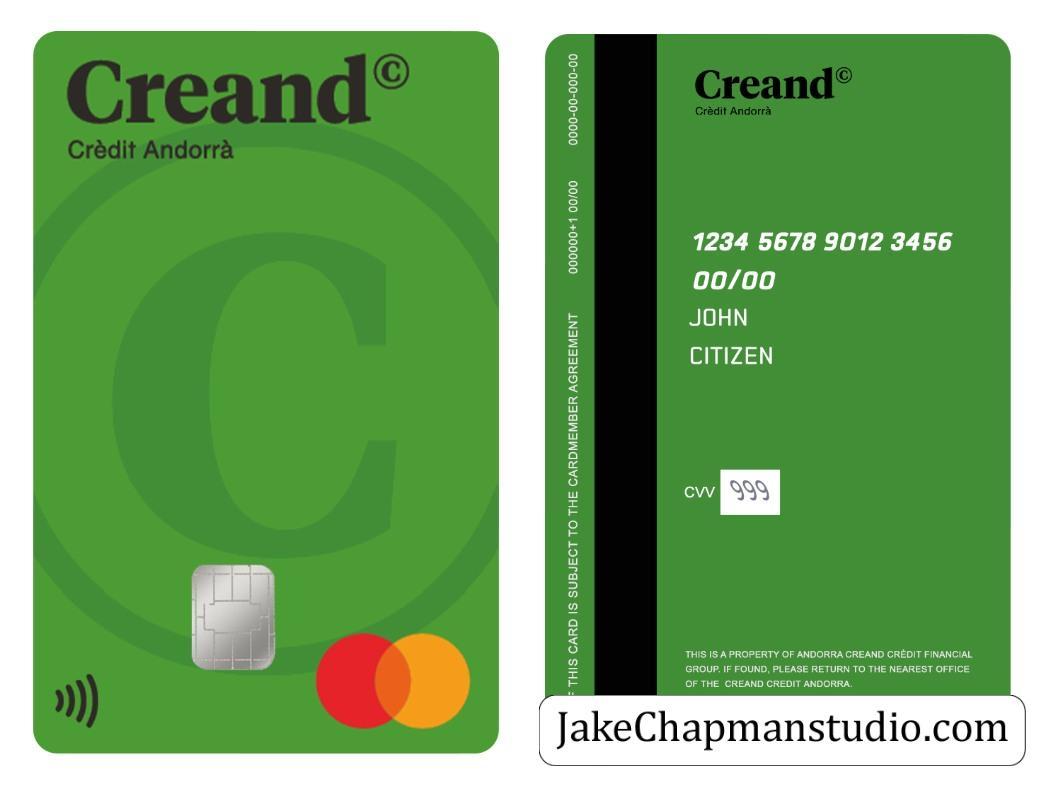 Creand©
Crèdit Andorrà
Creand©
Crèdit Andorrà
0000-00-000-00
000000+1 00/00
THIS CARD IS SUBJECT TO THE CARDMEMBER AGREEMENT
1234 5678 9012 3456
00/00
JOHN
CITIZEN
CVV 999
THIS IS A PROPERTY OF ANDORRA CREAND CRÈDIT FINANCIAL
GROUP. IF FOUND, PLEASE RETURN TO THE NEAREST OFFICE
OF THE CREAND CREDIT ANDORRA.
JakeChapmanstudio.com